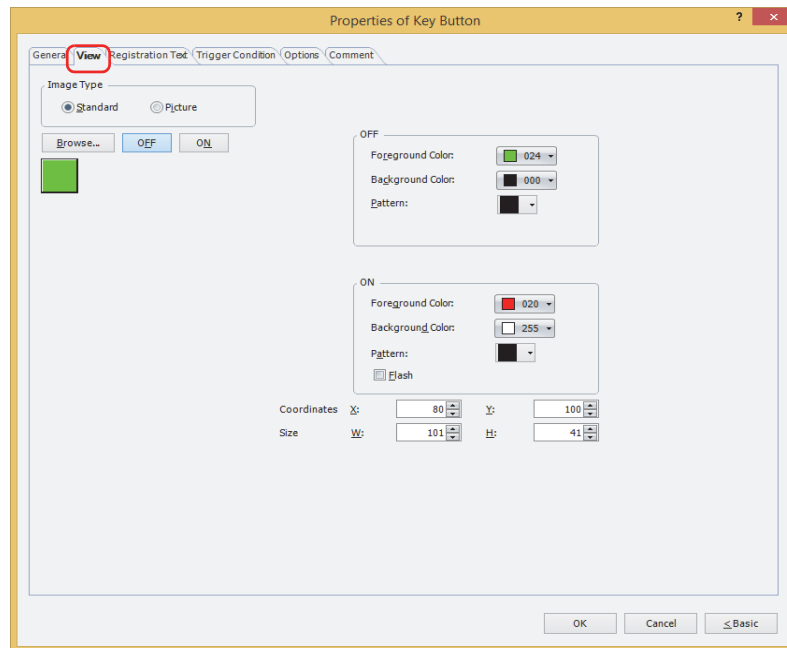 Properties of Key Button
? ×
General View Registration Text Trigger Condition Options Comment
Image Type
Standard Picture
Browse... OFF ON
OFF
Foreground Color: 024
Background Color: 000
Pattern:
ON
Foreground Color: 020
Background Color: 255
Pattern:
Flash
Coordinates X: 80 Y: 100
Size W: 101 H: 41
OK Cancel <Basic